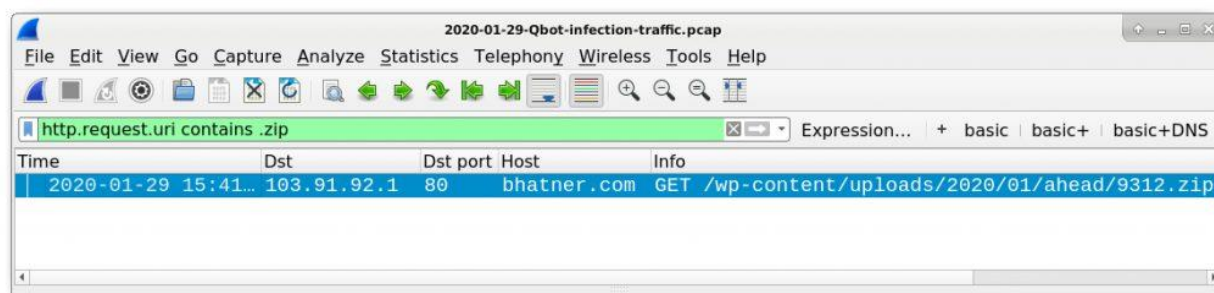 2020-01-29-Qbot-infection-traffic.pcap
File Edit View Go Capture Analyze Statistics Telephony Wireless Tools Help
http.request.uri contains .zip Expression... + basic basic+ basic+DNS
Time Dst Dst port Host Info
2020-01-29 15:41… 103.91.92.1 80 bhatner.com GET /wp-content/uploads/2020/01/ahead/9312.zip